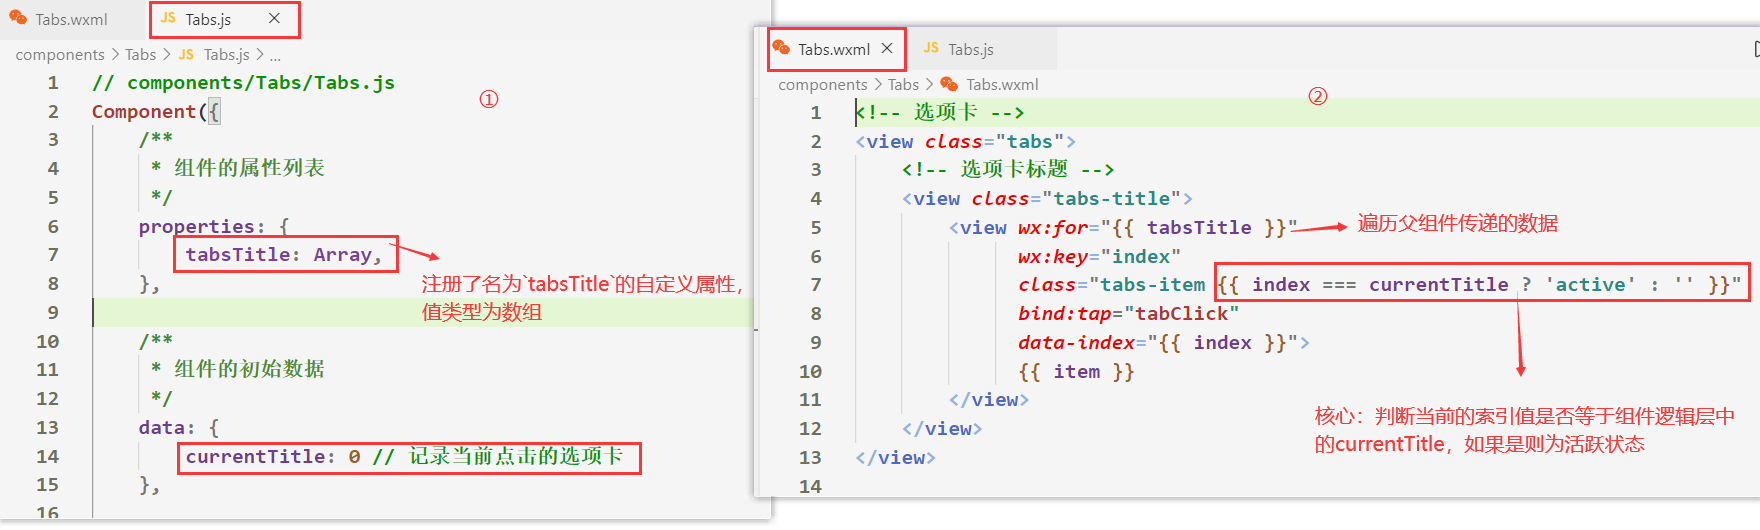 Tabs.wxml
JS Tabs.js ×
components > Tabs > JS Tabs.js > ...
①
1 // components/Tabs/Tabs.js
2 Component({
3 /**
4 * 组件的属性列表
5 */
6 properties: {
7 tabsTitle: Array,
8 },
9
10 /**
11 * 组件的初始数据
12 */
13 data: {
14 currentTitle: 0 // 记录当前点击的选项卡
15 },
16
注册了名为`tabsTitle`的自定义属性，
值类型为数组
Tabs.wxml ×
JS Tabs.js
components > Tabs > Tabs.wxml
②
1 <!-- 选项卡 -->
2 <view class="tabs">
3 <!-- 选项卡标题 -->
4 <view class="tabs-title">
5 <view wx:for="{{ tabsTitle }}"
6 wx:key="index"
7 class="tabs-item {{ index === currentTitle ? 'active' : '' }}"
8 bind:tap="tabClick"
9 data-index="{{ index }}">
10 {{ item }}
11 </view>
12 </view>
13 </view>
14
遍历父组件传递的数据
核心：判断当前的索引值是否等于组件逻辑层中
的currentTitle，如果是则为活跃状态